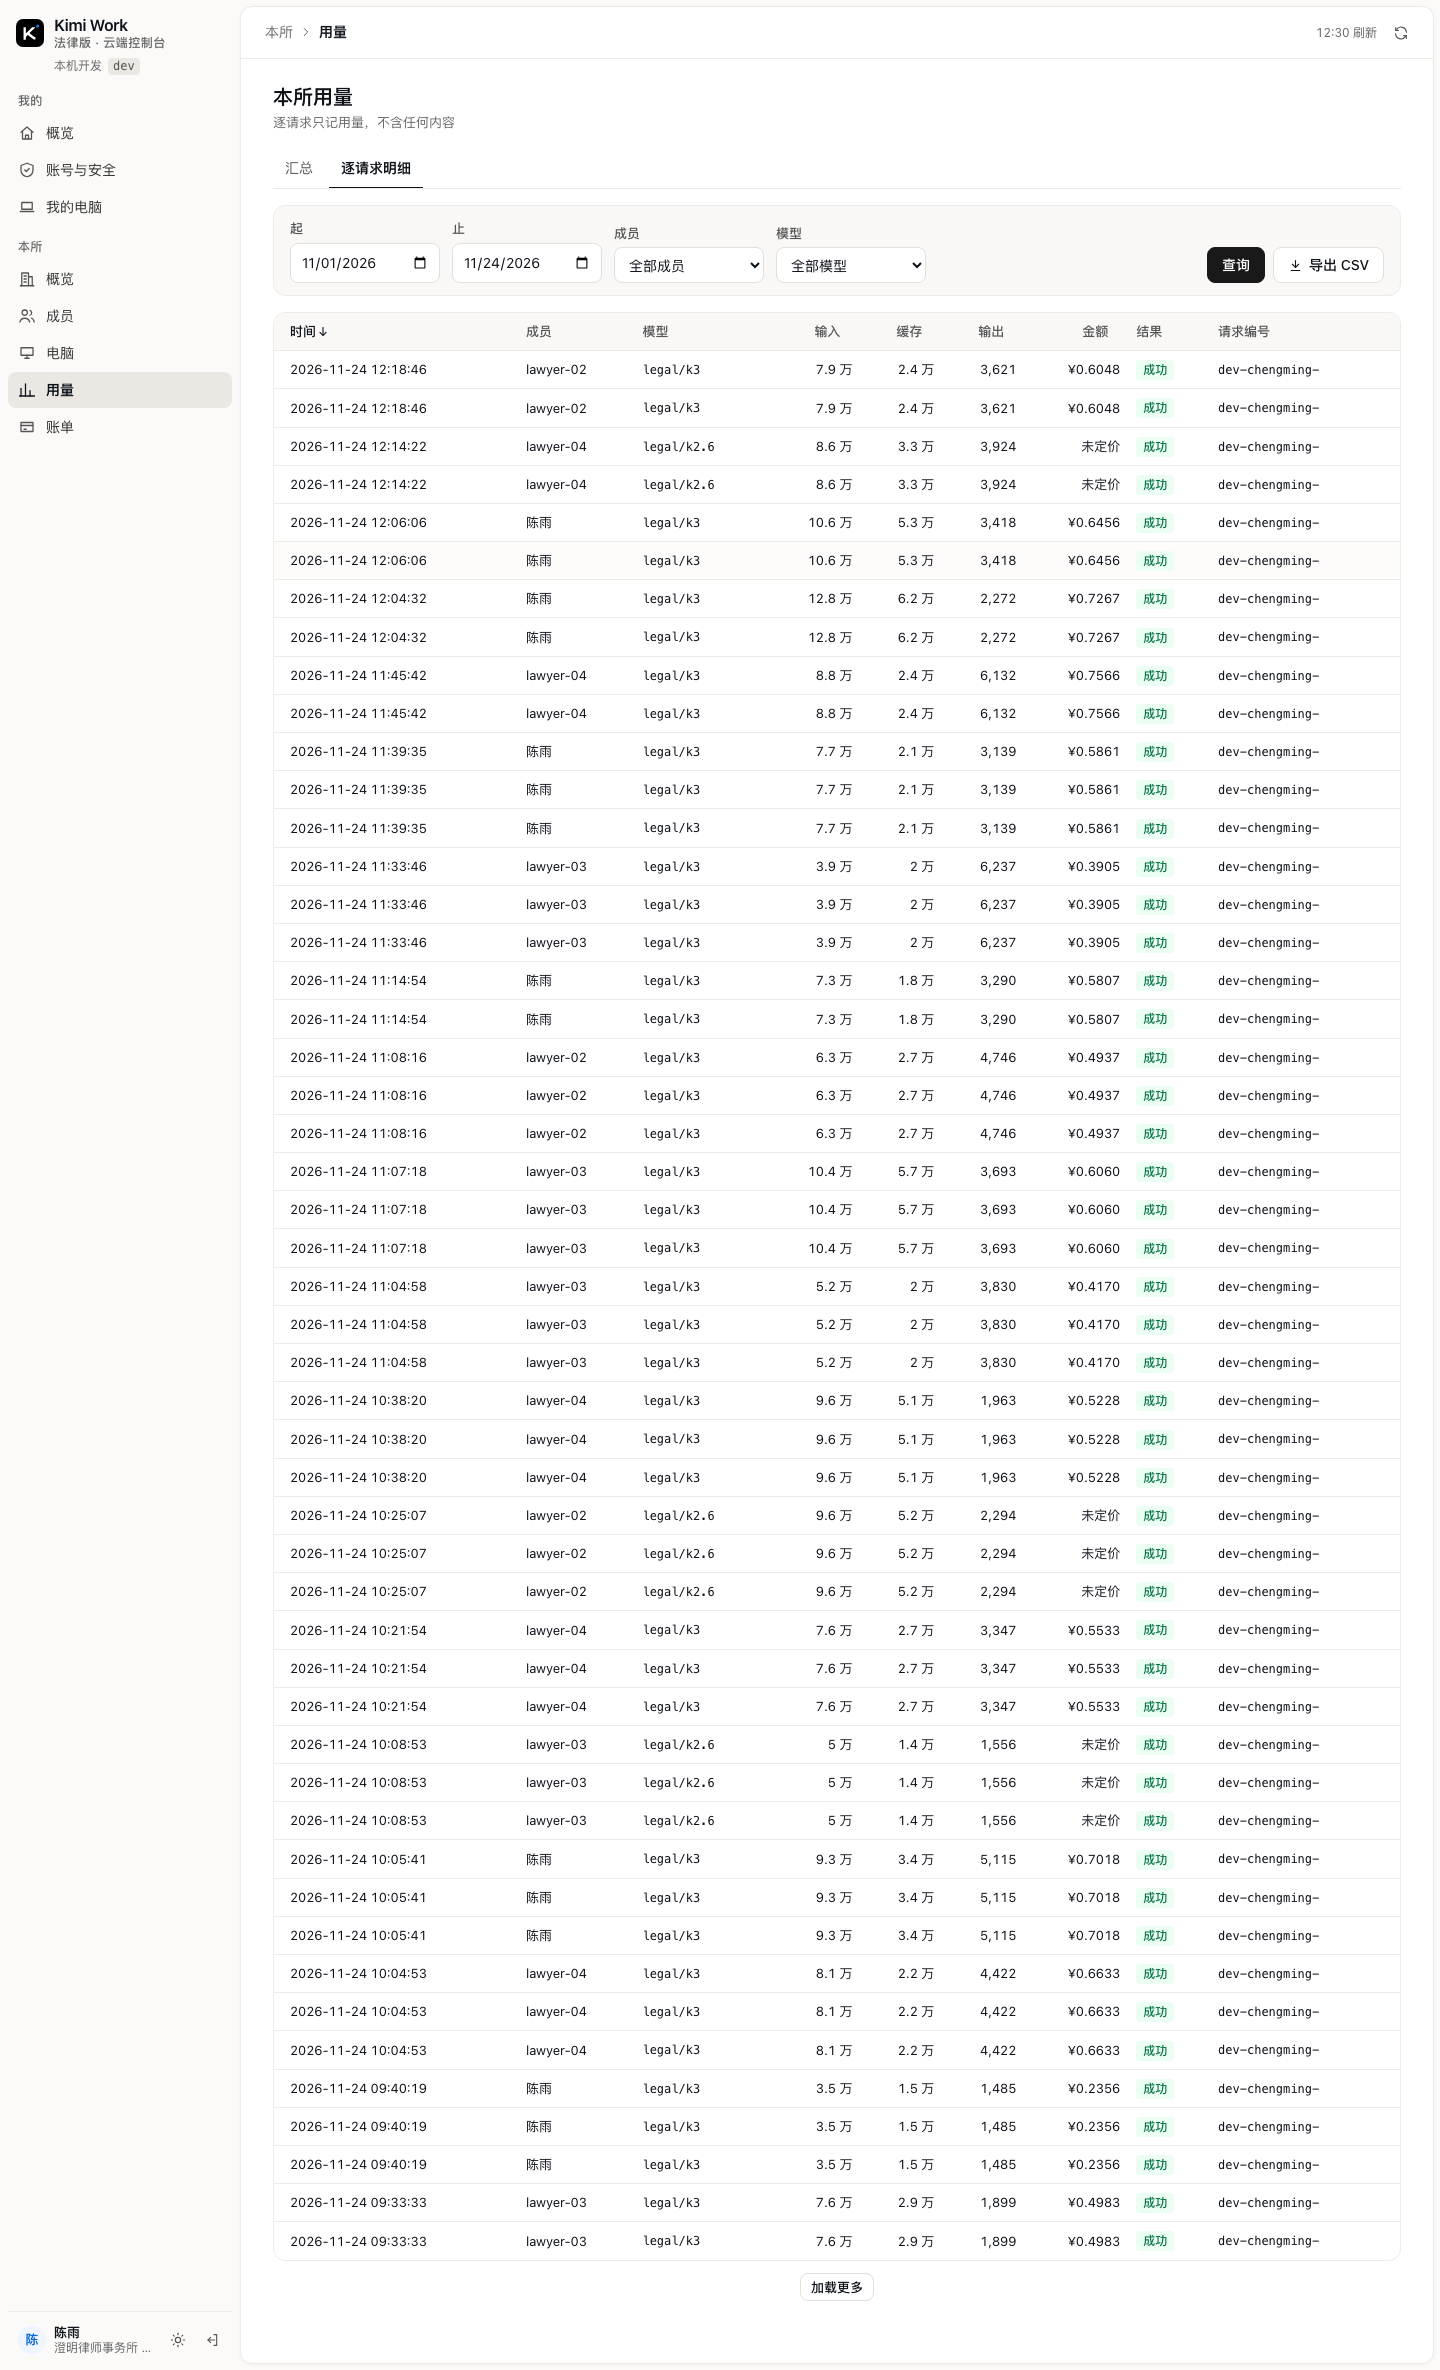 Kimi Work
法律版 · 云端控制台
本机开发 dev
我的
概览
账号与安全
我的电脑
本所
概览
成员
电脑
用量
账单
陈 陈雨
澄明律师事务所 ...
本所 > 用量
12:30 刷新
本所用量
逐请求只记用量，不含任何内容
汇总 逐请求明细
起 止 成员 模型
11/01/2026 11/24/2026 全部成员 全部模型 查询 导出 CSV
时间 ↓ 成员 模型 输入 缓存 输出 金额 结果 请求编号
2026-11-24 12:18:46 lawyer-02 legal/k3 7.9 万 2.4 万 3,621 ¥0.6048 成功 dev-chengming-
2026-11-24 12:18:46 lawyer-02 legal/k3 7.9 万 2.4 万 3,621 ¥0.6048 成功 dev-chengming-
2026-11-24 12:14:22 lawyer-04 legal/k2.6 8.6 万 3.3 万 3,924 未定价 成功 dev-chengming-
2026-11-24 12:14:22 lawyer-04 legal/k2.6 8.6 万 3.3 万 3,924 未定价 成功 dev-chengming-
2026-11-24 12:06:06 陈雨 legal/k3 10.6 万 5.3 万 3,418 ¥0.6456 成功 dev-chengming-
2026-11-24 12:06:06 陈雨 legal/k3 10.6 万 5.3 万 3,418 ¥0.6456 成功 dev-chengming-
2026-11-24 12:04:32 陈雨 legal/k3 12.8 万 6.2 万 2,272 ¥0.7267 成功 dev-chengming-
2026-11-24 12:04:32 陈雨 legal/k3 12.8 万 6.2 万 2,272 ¥0.7267 成功 dev-chengming-
2026-11-24 11:45:42 lawyer-04 legal/k3 8.8 万 2.4 万 6,132 ¥0.7566 成功 dev-chengming-
2026-11-24 11:45:42 lawyer-04 legal/k3 8.8 万 2.4 万 6,132 ¥0.7566 成功 dev-chengming-
2026-11-24 11:39:35 陈雨 legal/k3 7.7 万 2.1 万 3,139 ¥0.5861 成功 dev-chengming-
2026-11-24 11:39:35 陈雨 legal/k3 7.7 万 2.1 万 3,139 ¥0.5861 成功 dev-chengming-
2026-11-24 11:39:35 陈雨 legal/k3 7.7 万 2.1 万 3,139 ¥0.5861 成功 dev-chengming-
2026-11-24 11:33:46 lawyer-03 legal/k3 3.9 万 2 万 6,237 ¥0.3905 成功 dev-chengming-
2026-11-24 11:33:46 lawyer-03 legal/k3 3.9 万 2 万 6,237 ¥0.3905 成功 dev-chengming-
2026-11-24 11:33:46 lawyer-03 legal/k3 3.9 万 2 万 6,237 ¥0.3905 成功 dev-chengming-
2026-11-24 11:14:54 陈雨 legal/k3 7.3 万 1.8 万 3,290 ¥0.5807 成功 dev-chengming-
2026-11-24 11:14:54 陈雨 legal/k3 7.3 万 1.8 万 3,290 ¥0.5807 成功 dev-chengming-
2026-11-24 11:08:16 lawyer-02 legal/k3 6.3 万 2.7 万 4,746 ¥0.4937 成功 dev-chengming-
2026-11-24 11:08:16 lawyer-02 legal/k3 6.3 万 2.7 万 4,746 ¥0.4937 成功 dev-chengming-
2026-11-24 11:08:16 lawyer-02 legal/k3 6.3 万 2.7 万 4,746 ¥0.4937 成功 dev-chengming-
2026-11-24 11:07:18 lawyer-03 legal/k3 10.4 万 5.7 万 3,693 ¥0.6060 成功 dev-chengming-
2026-11-24 11:07:18 lawyer-03 legal/k3 10.4 万 5.7 万 3,693 ¥0.6060 成功 dev-chengming-
2026-11-24 11:07:18 lawyer-03 legal/k3 10.4 万 5.7 万 3,693 ¥0.6060 成功 dev-chengming-
2026-11-24 11:04:58 lawyer-03 legal/k3 5.2 万 2 万 3,830 ¥0.4170 成功 dev-chengming-
2026-11-24 11:04:58 lawyer-03 legal/k3 5.2 万 2 万 3,830 ¥0.4170 成功 dev-chengming-
2026-11-24 11:04:58 lawyer-03 legal/k3 5.2 万 2 万 3,830 ¥0.4170 成功 dev-chengming-
2026-11-24 10:38:20 lawyer-04 legal/k3 9.6 万 5.1 万 1,963 ¥0.5228 成功 dev-chengming-
2026-11-24 10:38:20 lawyer-04 legal/k3 9.6 万 5.1 万 1,963 ¥0.5228 成功 dev-chengming-
2026-11-24 10:38:20 lawyer-04 legal/k3 9.6 万 5.1 万 1,963 ¥0.5228 成功 dev-chengming-
2026-11-24 10:25:07 lawyer-02 legal/k2.6 9.6 万 5.2 万 2,294 未定价 成功 dev-chengming-
2026-11-24 10:25:07 lawyer-02 legal/k2.6 9.6 万 5.2 万 2,294 未定价 成功 dev-chengming-
2026-11-24 10:25:07 lawyer-02 legal/k2.6 9.6 万 5.2 万 2,294 未定价 成功 dev-chengming-
2026-11-24 10:21:54 lawyer-04 legal/k3 7.6 万 2.7 万 3,347 ¥0.5533 成功 dev-chengming-
2026-11-24 10:21:54 lawyer-04 legal/k3 7.6 万 2.7 万 3,347 ¥0.5533 成功 dev-chengming-
2026-11-24 10:21:54 lawyer-04 legal/k3 7.6 万 2.7 万 3,347 ¥0.5533 成功 dev-chengming-
2026-11-24 10:08:53 lawyer-03 legal/k2.6 5 万 1.4 万 1,556 未定价 成功 dev-chengming-
2026-11-24 10:08:53 lawyer-03 legal/k2.6 5 万 1.4 万 1,556 未定价 成功 dev-chengming-
2026-11-24 10:08:53 lawyer-03 legal/k2.6 5 万 1.4 万 1,556 未定价 成功 dev-chengming-
2026-11-24 10:05:41 陈雨 legal/k3 9.3 万 3.4 万 5,115 ¥0.7018 成功 dev-chengming-
2026-11-24 10:05:41 陈雨 legal/k3 9.3 万 3.4 万 5,115 ¥0.7018 成功 dev-chengming-
2026-11-24 10:05:41 陈雨 legal/k3 9.3 万 3.4 万 5,115 ¥0.7018 成功 dev-chengming-
2026-11-24 10:04:53 lawyer-04 legal/k3 8.1 万 2.2 万 4,422 ¥0.6633 成功 dev-chengming-
2026-11-24 10:04:53 lawyer-04 legal/k3 8.1 万 2.2 万 4,422 ¥0.6633 成功 dev-chengming-
2026-11-24 10:04:53 lawyer-04 legal/k3 8.1 万 2.2 万 4,422 ¥0.6633 成功 dev-chengming-
2026-11-24 09:40:19 陈雨 legal/k3 3.5 万 1.5 万 1,485 ¥0.2356 成功 dev-chengming-
2026-11-24 09:40:19 陈雨 legal/k3 3.5 万 1.5 万 1,485 ¥0.2356 成功 dev-chengming-
2026-11-24 09:40:19 陈雨 legal/k3 3.5 万 1.5 万 1,485 ¥0.2356 成功 dev-chengming-
2026-11-24 09:33:33 lawyer-03 legal/k3 7.6 万 2.9 万 1,899 ¥0.4983 成功 dev-chengming-
2026-11-24 09:33:33 lawyer-03 legal/k3 7.6 万 2.9 万 1,899 ¥0.4983 成功 dev-chengming-
加载更多